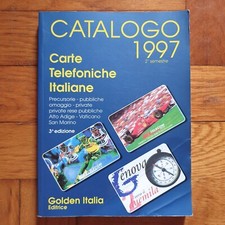 CATALOGO
1997
2° semestre
Carte
Telefoniche
Italiane
Precursorie - pubbliche
omaggio - private
private rese pubbliche
Alto Adige - Vaticano
San Marino
3ª edizione
Genova
Golden Italia
Editrice